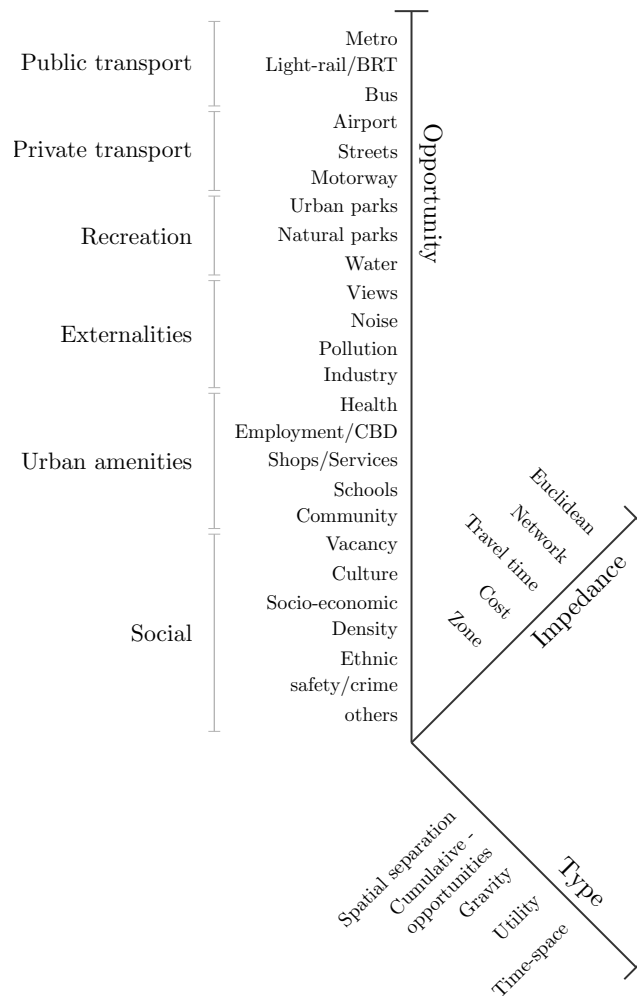 Public transport
Metro
Light-rail/BRT
Bus
Private transport
Airport
Streets
Motorway
Recreation
Urban parks
Natural parks
Water
Externalities
Views
Noise
Pollution
Industry
Urban amenities
Health
Employment/CBD
Shops/Services
Schools
Community
Social
Vacancy
Culture
Socio-economic
Density
Ethnic
safety/crime
others
Opportunity
Euclidean
Network
Travel time
Cost
Zone
Impedance
Spatial separation
Cumulative -
opportunities
Gravity
Utility
Time-space
Type